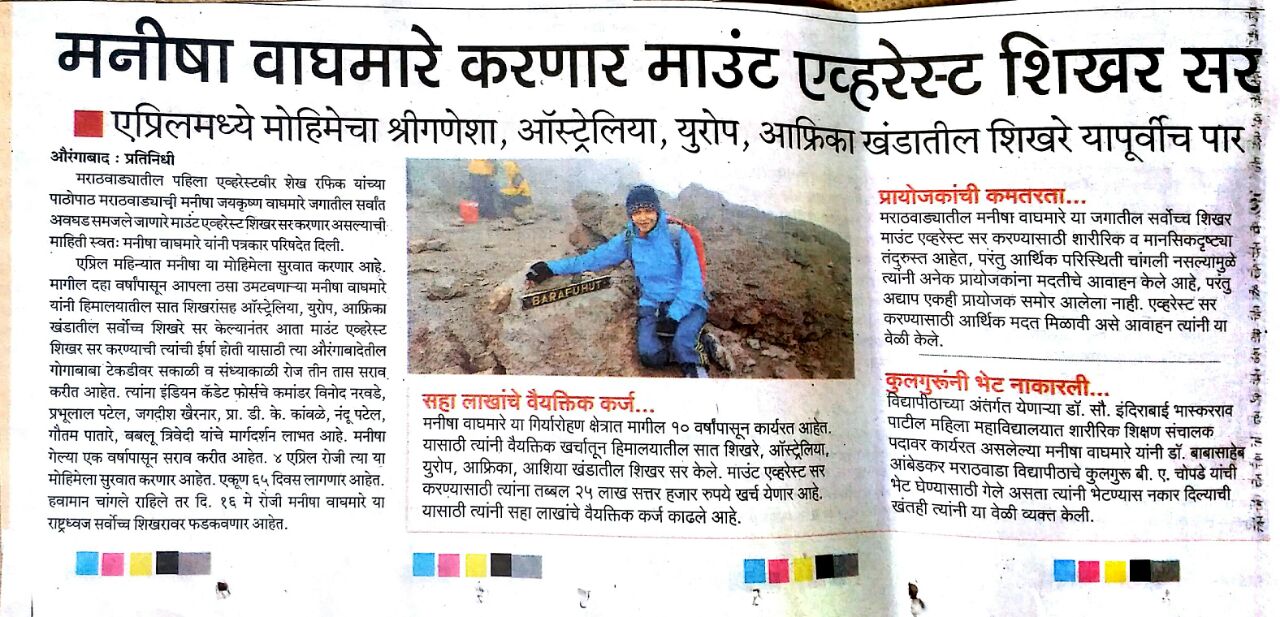 मनीषा वाघमारे करणार माउंट एव्हरेस्ट शिखर सर
एप्रिलमध्ये मोहिमेचा श्रीगणेशा, ऑस्ट्रेलिया, युरोप, आफ्रिका खंडातील शिखरे यापूर्वीच पार
औरंगाबाद : प्रतिनिधी
मराठवाड्यातील पहिला एव्हरेस्टवीर शेख रफिक यांच्या
पाठोपाठ मराठवाड्याची मनीषा जयकृष्ण वाघमारे जगातील सर्वांत
अवघड समजले जाणारे माउंट एव्हरेस्ट शिखर सर करणार असल्याची
माहिती स्वतः मनीषा वाघमारे यांनी पत्रकार परिषदेत दिली.
एप्रिल महिन्यात मनीषा या मोहिमेला सुरवात करणार आहे.
मागील दहा वर्षांपासून आपला ठसा उमटवणाऱ्या मनीषा वाघमारे
यांनी हिमालयातील सात शिखरांसह ऑस्ट्रेलिया, युरोप, आफ्रिका
खंडातील सर्वोच्च शिखरे सर केल्यानंतर आता माउंट एव्हरेस्ट
शिखर सर करण्याची त्यांची ईर्षा होती यासाठी त्या औरंगाबादेतील
गोगाबाबा टेकडीवर सकाळी व संध्याकाळी रोज तीन तास सराव
करीत आहेत. त्यांना इंडियन कॅडेट फोर्सचे कमांडर विनोद नरवडे,
प्रभूलाल पटेल, जगदीश खैरनार, प्रा. डी. के. कांबळे, नंदू पटेल,
गौतम पातारे, बबलू त्रिवेदी यांचे मार्गदर्शन लाभत आहे. मनीषा
गेल्या एक वर्षापासून सराव करीत आहेत. ४ एप्रिल रोजी त्या या
मोहिमेला सुरवात करणार आहेत. एकूण ६५ दिवस लागणार आहेत.
हवामान चांगले राहिले तर दि. १६ मे रोजी मनीषा वाघमारे या
राष्ट्रध्वज सर्वोच्च शिखरावर फडकवणार आहेत.
BARAFUHUT
सहा लाखांचे वैयक्तिक कर्ज...
मनीषा वाघमारे या गिर्यारोहण क्षेत्रात मागील १० वर्षांपासून कार्यरत आहेत.
यासाठी त्यांनी वैयक्तिक खर्चातून हिमालयातील सात शिखरे, ऑस्ट्रेलिया,
युरोप, आफ्रिका, आशिया खंडातील शिखर सर केले. माउंट एव्हरेस्ट सर
करण्यासाठी त्यांना तब्बल २५ लाख सत्तर हजार रुपये खर्च येणार आहे.
यासाठी त्यांनी सहा लाखांचे वैयक्तिक कर्ज काढले आहे.
प्रायोजकांची कमतरता...
मराठवाड्यातील मनीषा वाघमारे या जगातील सर्वोच्च शिखर
माउंट एव्हरेस्ट सर करण्यासाठी शारीरिक व मानसिकदृष्ट्या
तंदुरुस्त आहेत, परंतु आर्थिक परिस्थिती चांगली नसल्यामुळे
त्यांनी अनेक प्रायोजकांना मदतीचे आवाहन केले आहे, परंतु
अद्याप एकही प्रायोजक समोर आलेला नाही. एव्हरेस्ट सर
करण्यासाठी आर्थिक मदत मिळावी असे आवाहन त्यांनी या
वेळी केले.
कुलगुरूंनी भेट नाकारली...
विद्यापीठाच्या अंतर्गत येणाऱ्या डॉ. सौ. इंदिराबाई भास्करराव
पाटील महिला महाविद्यालयात शारीरिक शिक्षण संचालक
पदावर कार्यरत असलेल्या मनीषा वाघमारे यांनी डॉ. बाबासाहेब
आंबेडकर मराठवाडा विद्यापीठाचे कुलगुरू बी. ए. चोपडे यांची
भेट घेण्यासाठी गेले असता त्यांनी भेटण्यास नकार दिल्याची
खंतही त्यांनी या वेळी व्यक्त केली.